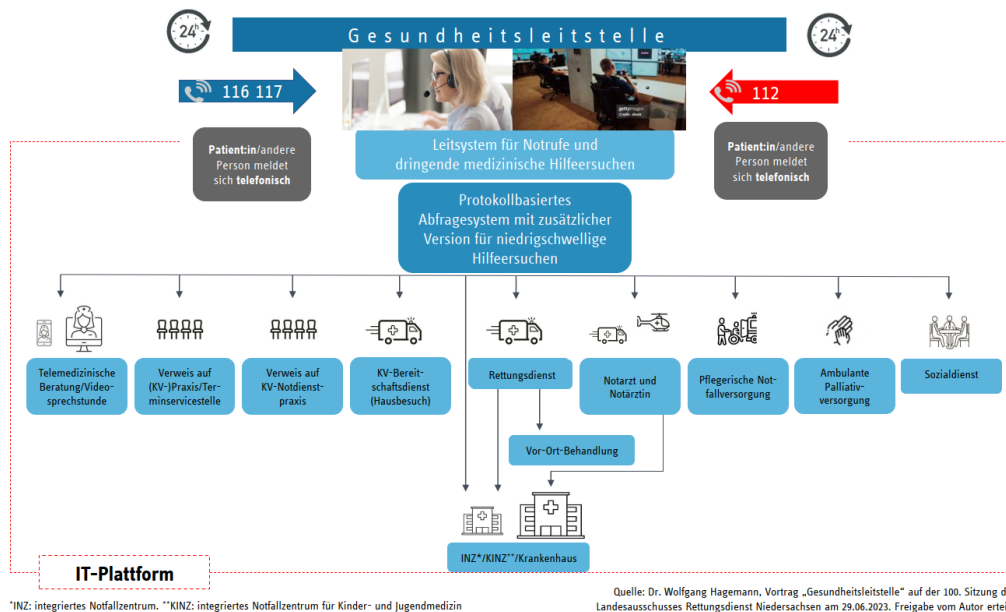 24h
Gesundheitsleitstelle
24h
116 117
112
Patient:in/andere
Person meldet
sich telefonisch
Leitsystem für Notrufe und
dringende medizinische Hilfeersuchen
Patient:in/andere
Person meldet
sich telefonisch
Protokollbasiertes
Abfragesystem mit zusätzlicher
Version für niedrigschwellige
Hilfeersuchen
Telemedizinische
Beratung/Video-
sprechstunde
Verweis auf
(KV-)Praxis/Ter-
minservicestelle
Verweis auf
KV-Notdienst-
praxis
KV-Bereit-
schaftsdienst
(Hausbesuch)
Rettungsdienst
Notarzt und
Notärztin
Pflegerische Not-
fallversorgung
Ambulante
Palliativ-
versorgung
Sozialdienst
Vor-Ort-Behandlung
INZ*/KINZ**/Krankenhaus
IT-Plattform
*INZ: integriertes Notfallzentrum. **KINZ: integriertes Notfallzentrum für Kinder- und Jugendmedizin
Quelle: Dr. Wolfgang Hagemann, Vortrag „Gesundheitsleitstelle“ auf der 100. Sitzung d
Landesausschusses Rettungsdienst Niedersachsen am 29.06.2023. Freigabe vom Autor erte